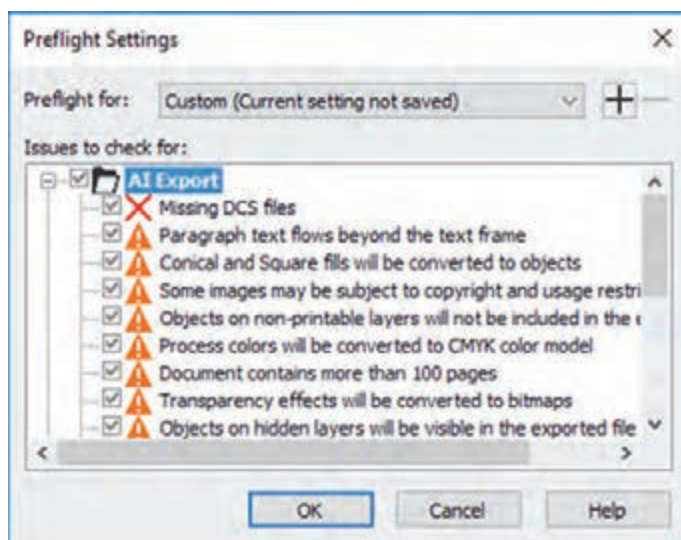 Preflight Settings
Prefight for: Custom (Current setting not saved)
Issues to check for:
AI Export
Missing DCS files
Paragraph text flows beyond the text frame
Conical and Square fills will be converted to objects
Some images may be subject to copyright and usage restri
Objects on non-printable layers will not be included in the e
Process colors will be converted to CMYK color model
Document contains more than 100 pages
Transparency effects will be converted to bitmaps
Objects on hidden layers will be visible in the exported file
OK Cancel Help